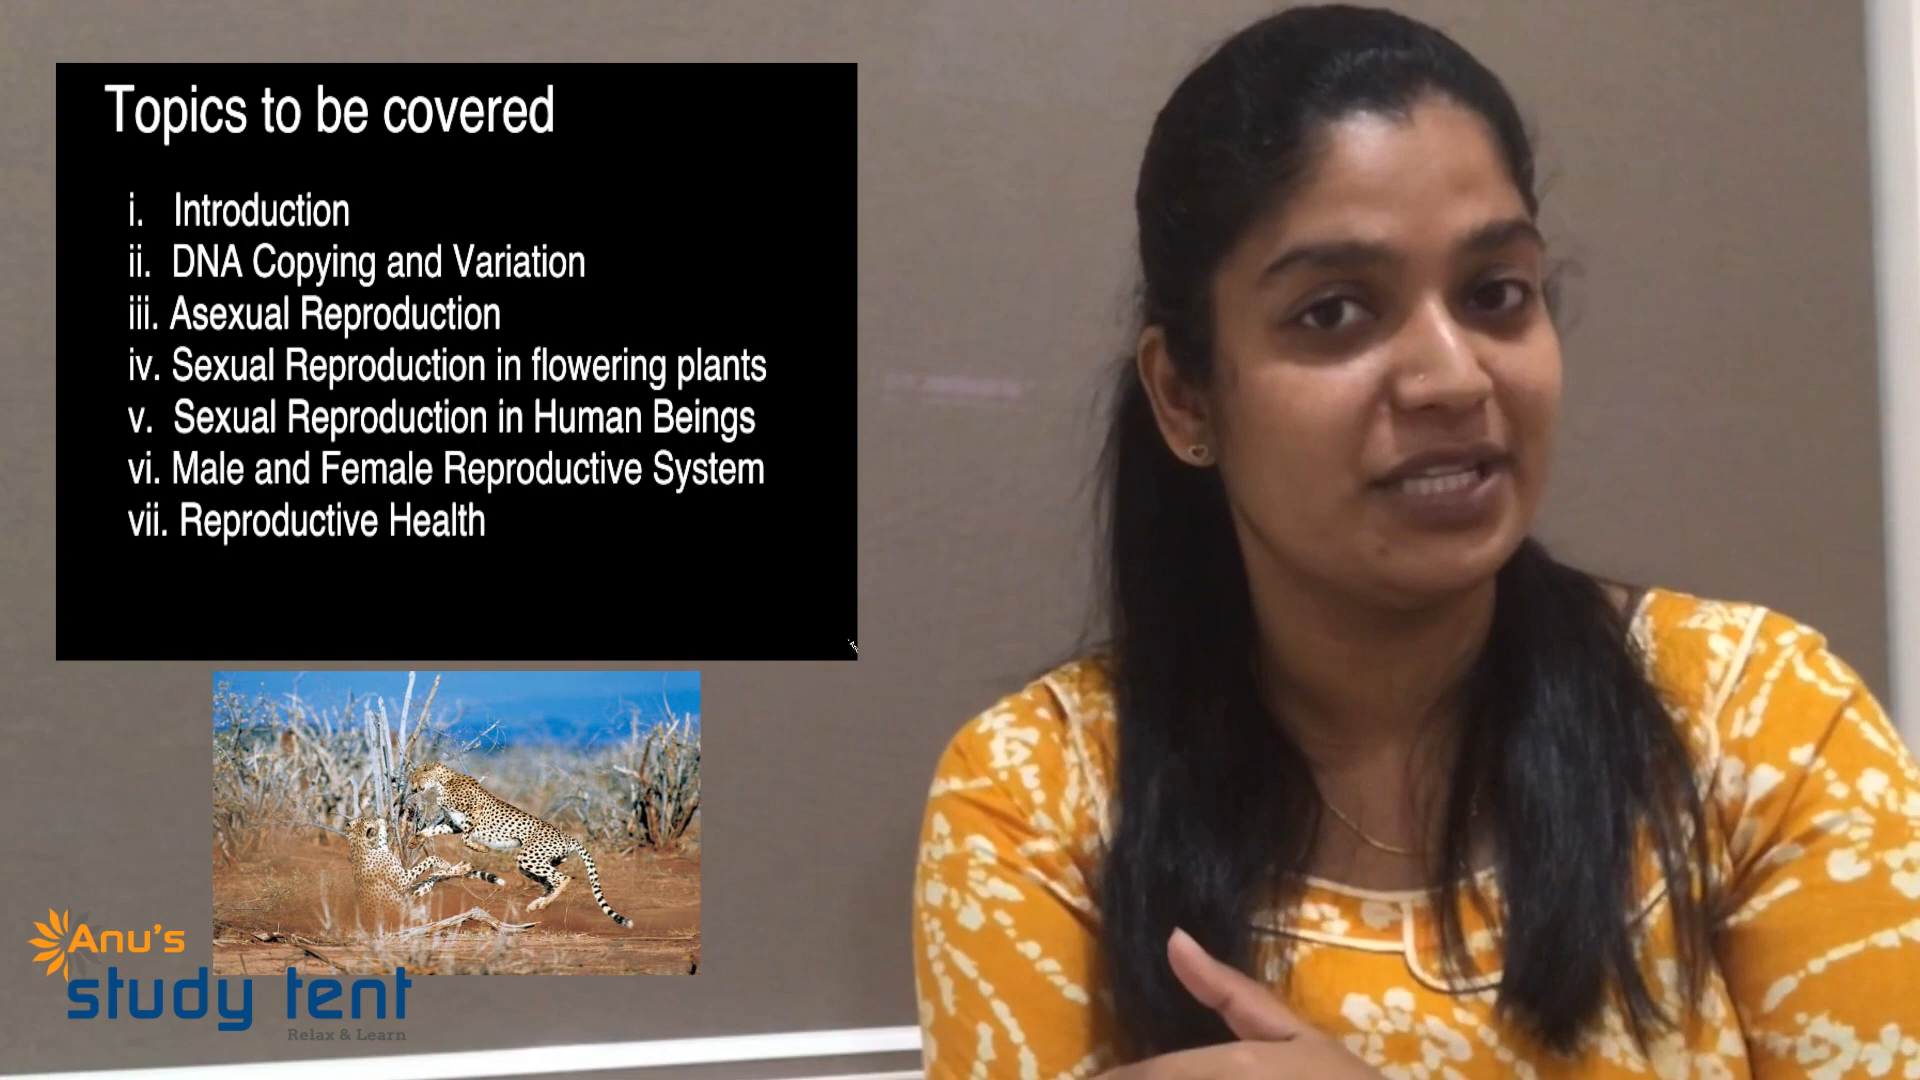 Topics to be covered
i. Introduction
ii. DNA Copying and Variation
iii. Asexual Reproduction
iv. Sexual Reproduction in flowering plants
v. Sexual Reproduction in Human Beings
vi. Male and Female Reproductive System
vii. Reproductive Health
Anu's
study tent
Relax & Learn